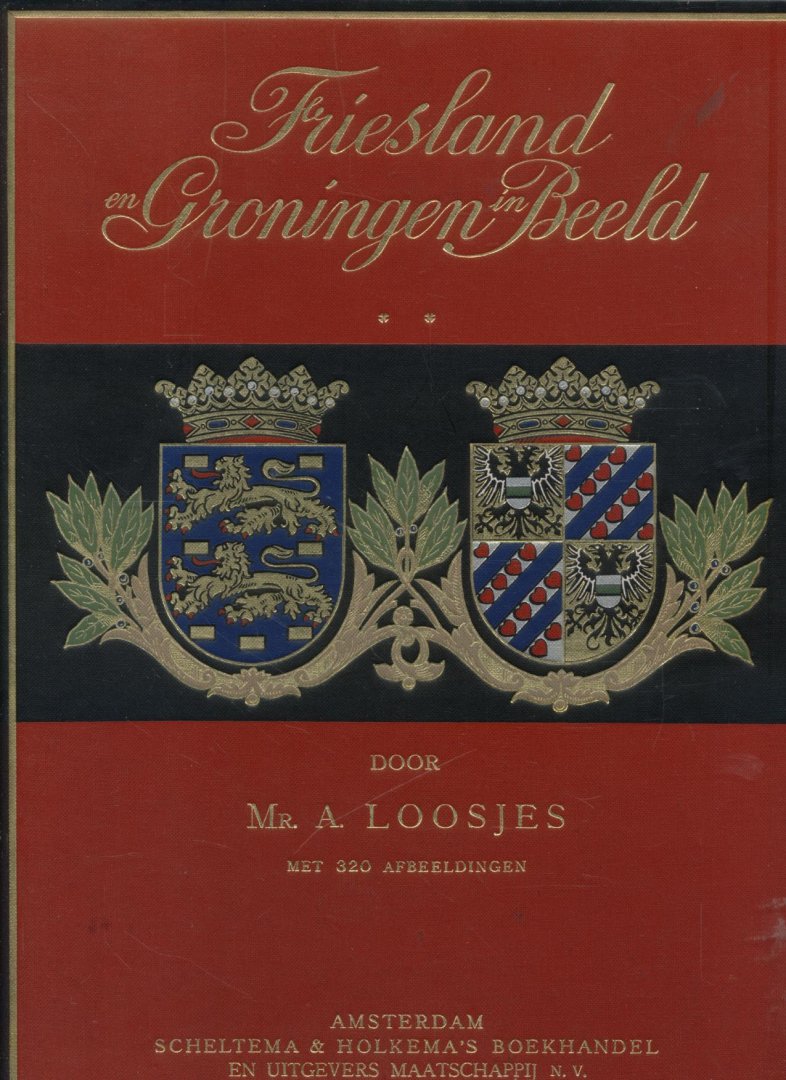 Friesland
en Groningen in Beeld
DOOR
MR. A. LOOSJES
MET 320 AFBEELDINGEN
AMSTERDAM
SCHELTEMA & HOLKEMA'S BOEKHANDEL
EN UITGEVERS MAATSCHAPPIJ N. V.